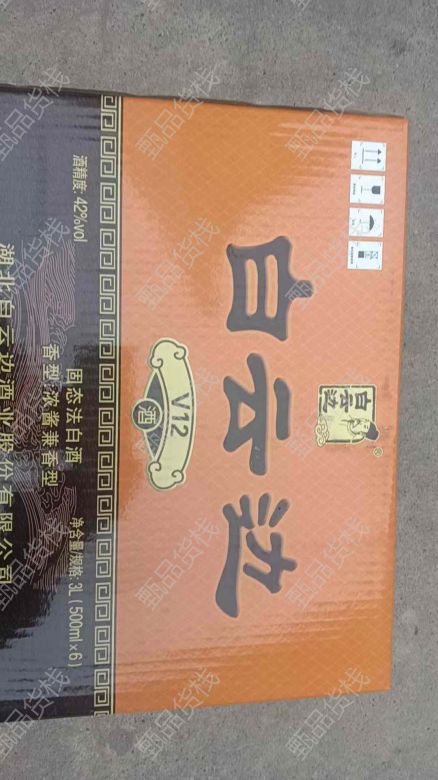 白云边
®
白云边
V12
酒
固态法白酒
香型:淡酱兼香型
酒精度: 42%vol
净含量/规格: 3L(500ml×6)
湖北白云边酒业股份有限公司
甄品货栈